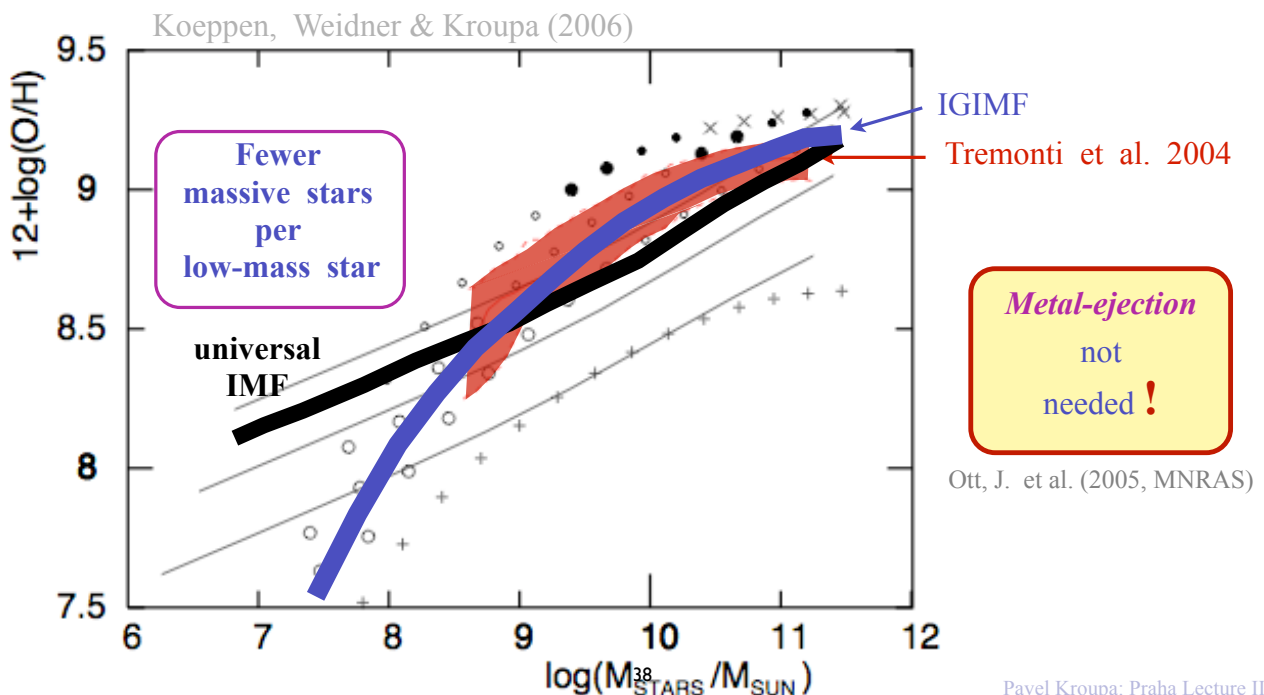 Koeppen, Weidner & Kroupa (2006)
9.5
9
8.5
8
7.5
12+log(O/H)
Fewer
massive stars
per
low-mass star
universal
IMF
IGIMF
Tremonti et al. 2004
Metal-ejection
not
needed !
Ott, J. et al. (2005, MNRAS)
6 7 8 9 10 11 12
log(M_STARS /M_SUN )
38
Pavel Kroupa: Praha Lecture II